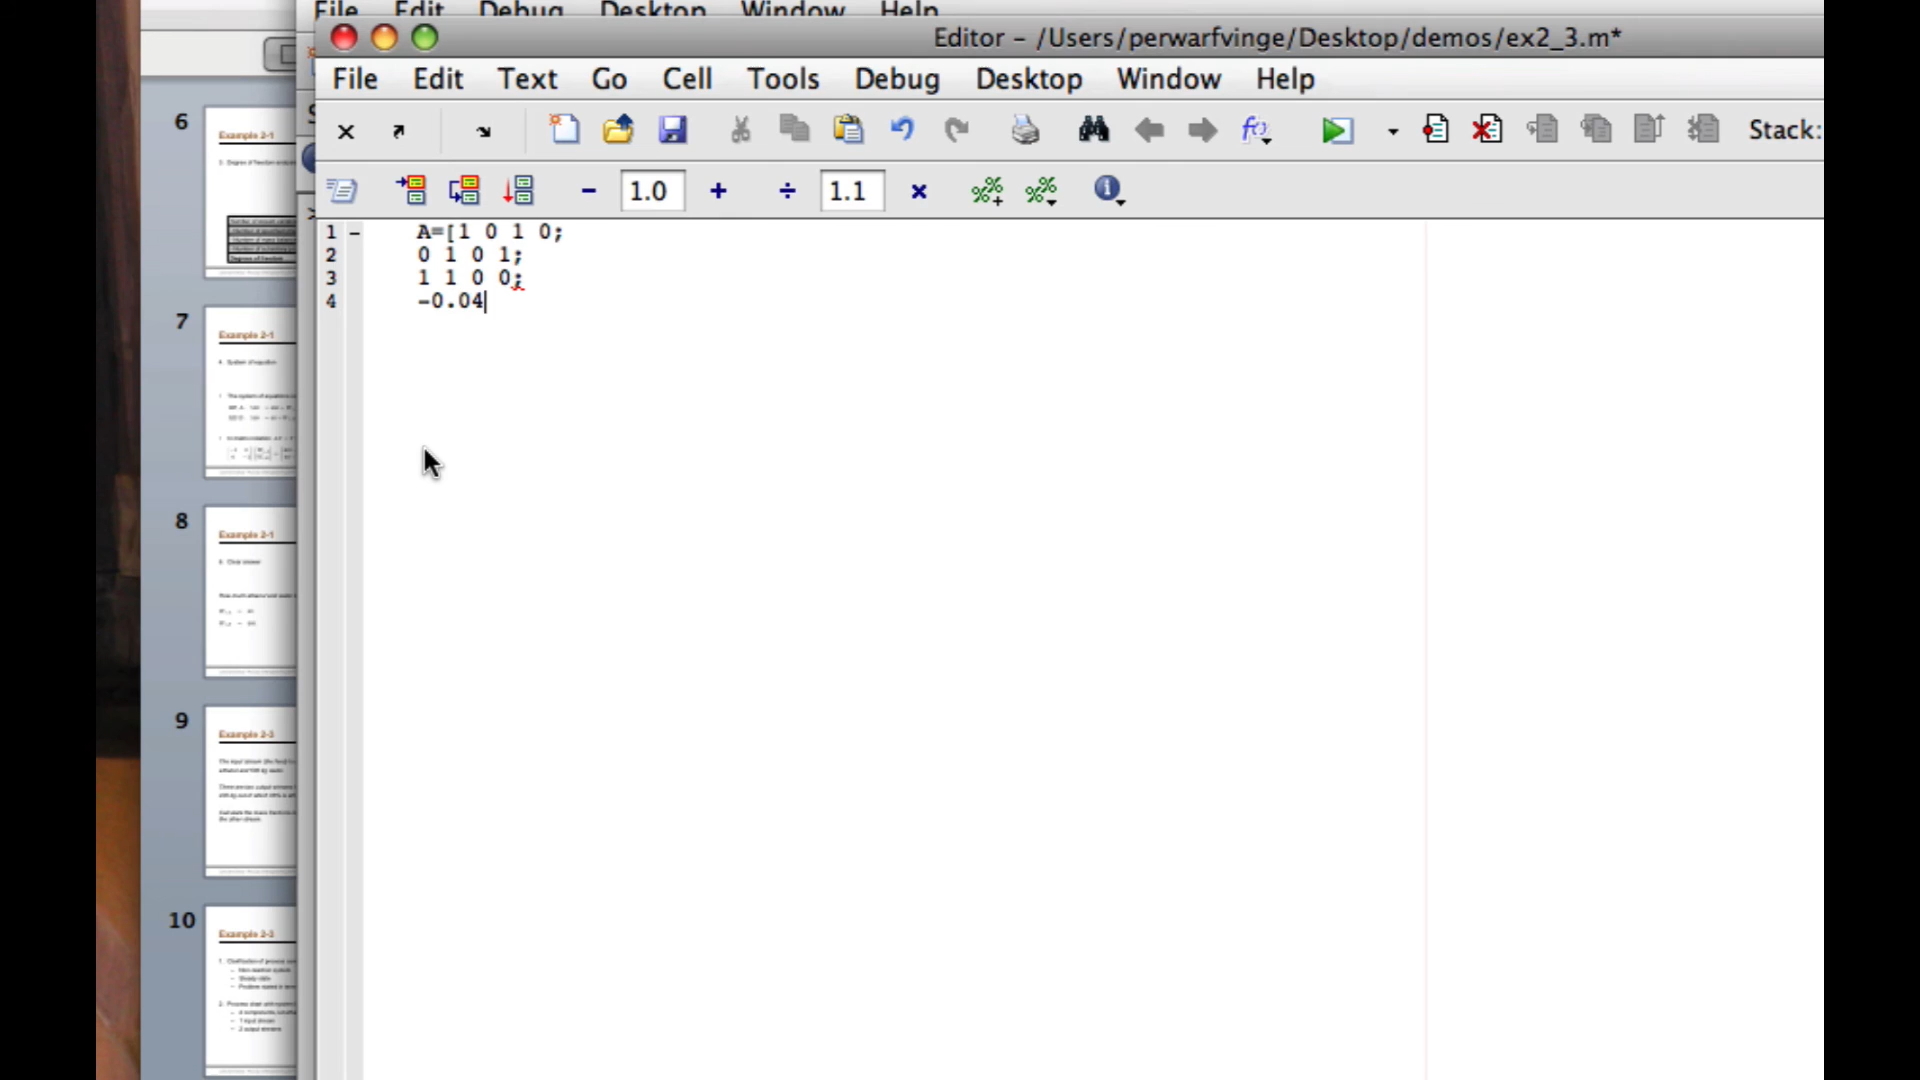 File Edit Debug Desktop Window Help
Editor – /Users/perwarfvinge/Desktop/demos/ex2_3.m*
File Edit Text Go Cell Tools Debug Desktop Window Help
Stack:
1.0
1.1
1 – A=[1 0 1 0;
2 0 1 0 1;
3 1 1 0 0;
4 -0.04
6
Example 2-1
7
Example 2-1
8
Example 2-1
9
Example 2-3
10
Example 2-3